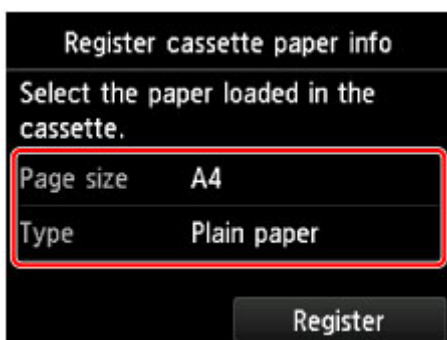 Register cassette paper info
Select the paper loaded in the
cassette.
Page size A4
Type Plain paper
Register